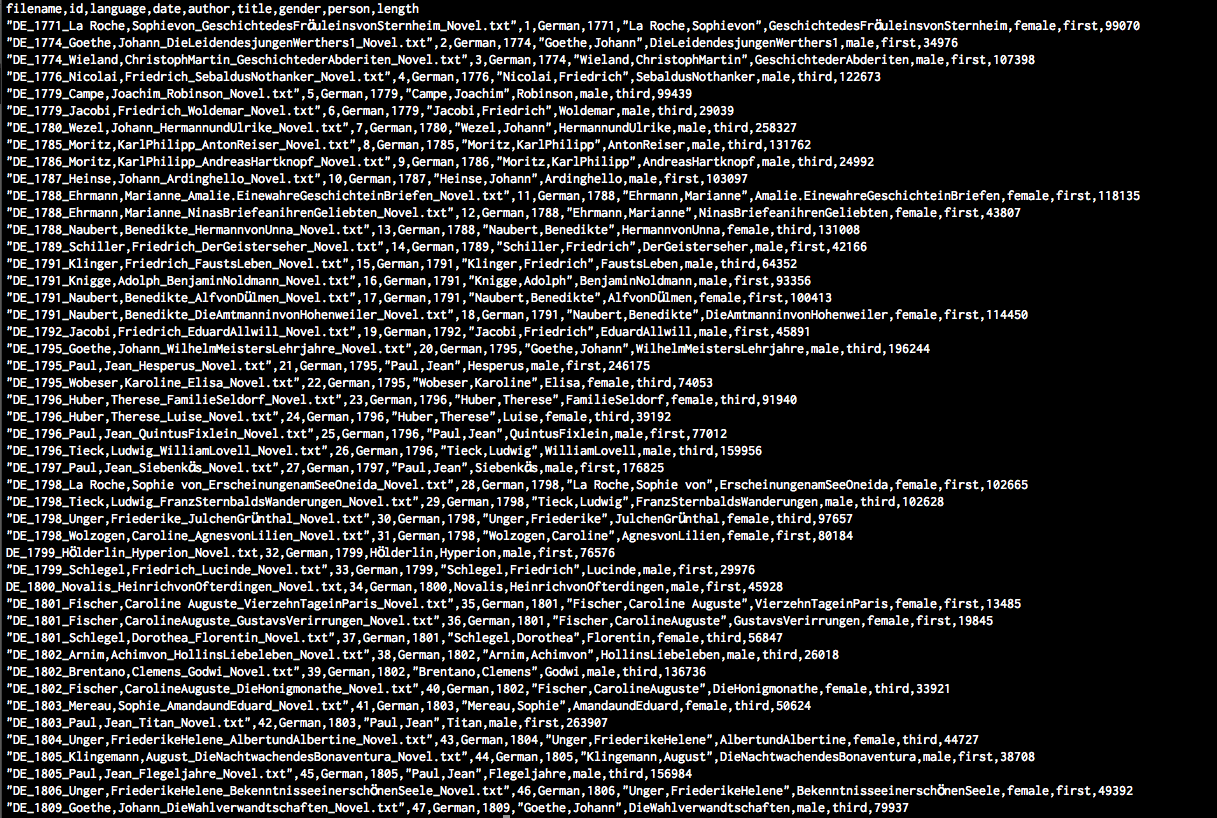 filename,id,language,date,author,title,gender,person,length
"DE_1771_La Roche,Sophievon_GeschichtedesFräuleinsvonSternheim_Novel.txt",1,German,1771,"La Roche,Sophievon",GeschichtedesFräuleinsvonSternheim,female,first,99070
"DE_1774_Goethe,Johann_DieLeidendesjungenWerthers1_Novel.txt",2,German,1774,"Goethe,Johann",DieLeidendesjungenWerthers1,male,first,34976
"DE_1774_Wieland,ChristophMartin_GeschichtederAbderiten_Novel.txt",3,German,1774,"Wieland,ChristophMartin",GeschichtederAbderiten,male,first,107398
"DE_1776_Nicolai,Friedrich_SebaldusNothanker_Novel.txt",4,German,1776,"Nicolai,Friedrich",SebaldusNothanker,male,third,122673
"DE_1779_Campe,Joachim_Robinson_Novel.txt",5,German,1779,"Campe,Joachim",Robinson,male,third,99439
"DE_1779_Jacobi,Friedrich_Woldemar_Novel.txt",6,German,1779,"Jacobi,Friedrich",Woldemar,male,third,29039
"DE_1780_Wezel,Johann_HermannundUlrike_Novel.txt",7,German,1780,"Wezel,Johann",HermannundUlrike,male,third,258327
"DE_1785_Moritz,KarlPhilipp_AntonReiser_Novel.txt",8,German,1785,"Moritz,KarlPhilipp",AntonReiser,male,third,131762
"DE_1786_Moritz,KarlPhilipp_AndreasHartknopf_Novel.txt",9,German,1786,"Moritz,KarlPhilipp",AndreasHartknopf,male,third,24992
"DE_1787_Heinse,Johann_Ardinghello_Novel.txt",10,German,1787,"Heinse,Johann",Ardinghello,male,first,103097
"DE_1788_Ehrmann,Marianne_Amalie.EinewahreGeschichteinBriefen_Novel.txt",11,German,1788,"Ehrmann,Marianne",Amalie.EinewahreGeschichteinBriefen,female,first,118135
"DE_1788_Ehrmann,Marianne_NinasBriefeanihrenGeliebten_Novel.txt",12,German,1788,"Ehrmann,Marianne",NinasBriefeanihrenGeliebten,female,first,43807
"DE_1788_Naubert,Benedikte_HermannvonUnna_Novel.txt",13,German,1788,"Naubert,Benedikte",HermannvonUnna,female,third,131008
"DE_1789_Schiller,Friedrich_DerGeisterseher_Novel.txt",14,German,1789,"Schiller,Friedrich",DerGeisterseher,male,first,42166
"DE_1791_Klinger,Friedrich_FaustsLeben_Novel.txt",15,German,1791,"Klinger,Friedrich",FaustsLeben,male,third,64352
"DE_1791_Knigge,Adolph_BenjaminNoldmann_Novel.txt",16,German,1791,"Knigge,Adolph",BenjaminNoldmann,male,first,93356
"DE_1791_Naubert,Benedikte_AlfvonDülmen_Novel.txt",17,German,1791,"Naubert,Benedikte",AlfvonDülmen,female,first,100413
"DE_1791_Naubert,Benedikte_DieAmtmanninvonHohenweiler_Novel.txt",18,German,1791,"Naubert,Benedikte",DieAmtmanninvonHohenweiler,female,first,114450
"DE_1792_Jacobi,Friedrich_EduardAllwill_Novel.txt",19,German,1792,"Jacobi,Friedrich",EduardAllwill,male,first,45891
"DE_1795_Goethe,Johann_WilhelmMeistersLehrjahre_Novel.txt",20,German,1795,"Goethe,Johann",WilhelmMeistersLehrjahre,male,third,196244
"DE_1795_Paul,Jean_Hesperus_Novel.txt",21,German,1795,"Paul,Jean",Hesperus,male,first,246175
"DE_1795_Wobeser,Karoline_Elisa_Novel.txt",22,German,1795,"Wobeser,Karoline",Elisa,female,third,74053
"DE_1796_Huber,Therese_FamilieSeldorf_Novel.txt",23,German,1796,"Huber,Therese",FamilieSeldorf,female,third,91940
"DE_1796_Huber,Therese_Luise_Novel.txt",24,German,1796,"Huber,Therese",Luise,female,third,39192
"DE_1796_Paul,Jean_QuintusFixlein_Novel.txt",25,German,1796,"Paul,Jean",QuintusFixlein,male,first,77012
"DE_1796_Tieck,Ludwig_WilliamLovell_Novel.txt",26,German,1796,"Tieck,Ludwig",WilliamLovell,male,third,159956
"DE_1797_Paul,Jean_Siebenkäs_Novel.txt",27,German,1797,"Paul,Jean",Siebenkäs,male,first,176825
"DE_1798_La Roche,Sophie von_ErscheinungenamSeeOneida_Novel.txt",28,German,1798,"La Roche,Sophie von",ErscheinungenamSeeOneida,female,first,102665
"DE_1798_Tieck,Ludwig_FranzSternbaldsWanderungen_Novel.txt",29,German,1798,"Tieck,Ludwig",FranzSternbaldsWanderungen,male,third,102628
"DE_1798_Unger,Friederike_JulchenGrünthal_Novel.txt",30,German,1798,"Unger,Friederike",JulchenGrünthal,female,third,97657
"DE_1798_Wolzogen,Caroline_AgnesvonLilien_Novel.txt",31,German,1798,"Wolzogen,Caroline",AgnesvonLilien,female,first,80184
DE_1799_Hölderlin_Hyperion_Novel.txt,32,German,1799,Hölderlin,Hyperion,male,first,76576
"DE_1799_Schlegel,Friedrich_Lucinde_Novel.txt",33,German,1799,"Schlegel,Friedrich",Lucinde,male,first,29976
DE_1800_Novalis_HeinrichvonOfterdingen_Novel.txt,34,German,1800,Novalis,HeinrichvonOfterdingen,male,first,45928
"DE_1801_Fischer,Caroline Auguste_VierzehnTageinParis_Novel.txt",35,German,1801,"Fischer,Caroline Auguste",VierzehnTageinParis,female,first,13485
"DE_1801_Fischer,CarolineAuguste_GustavsVerirrungen_Novel.txt",36,German,1801,"Fischer,CarolineAuguste",GustavsVerirrungen,female,first,19845
"DE_1801_Schlegel,Dorothea_Florentin_Novel.txt",37,German,1801,"Schlegel,Dorothea",Florentin,female,third,56847
"DE_1802_Arnim,Achimvon_HollinsLiebeleben_Novel.txt",38,German,1802,"Arnim,Achimvon",HollinsLiebeleben,male,third,26018
"DE_1802_Brentano,Clemens_Godwi_Novel.txt",39,German,1802,"Brentano,Clemens",Godwi,male,third,136736
"DE_1802_Fischer,CarolineAuguste_DieHonigmonathe_Novel.txt",40,German,1802,"Fischer,CarolineAuguste",DieHonigmonathe,female,third,33921
"DE_1803_Mereau,Sophie_AmandaundEduard_Novel.txt",41,German,1803,"Mereau,Sophie",AmandaundEduard,female,third,50624
"DE_1803_Paul,Jean_Titan_Novel.txt",42,German,1803,"Paul,Jean",Titan,male,first,263907
"DE_1804_Unger,FriederikeHelene_AlbertundAlbertine_Novel.txt",43,German,1804,"Unger,FriederikeHelene",AlbertundAlbertine,female,third,44727
"DE_1805_Klingemann,August_DieNachtwachendesBonaventura_Novel.txt",44,German,1805,"Klingemann,August",DieNachtwachendesBonaventura,male,first,38708
"DE_1805_Paul,Jean_Flegeljahre_Novel.txt",45,German,1805,"Paul,Jean",Flegeljahre,male,third,156984
"DE_1806_Unger,FriederikeHelene_BekenntnisseeinerschönenSeele_Novel.txt",46,German,1806,"Unger,FriederikeHelene",BekenntnisseeinerschönenSeele,female,first,49392
"DE_1809_Goethe,Johann_DieWahlverwandtschaften_Novel.txt",47,German,1809,"Goethe,Johann",DieWahlverwandtschaften,male,third,79937